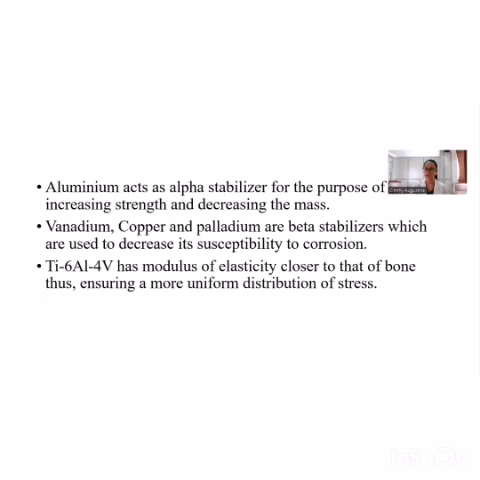 • Aluminium acts as alpha stabilizer for the purpose of
increasing strength and decreasing the mass.
• Vanadium, Copper and palladium are beta stabilizers which
are used to decrease its susceptibility to corrosion.
• Ti-6Al-4V has modulus of elasticity closer to that of bone
thus, ensuring a more uniform distribution of stress.